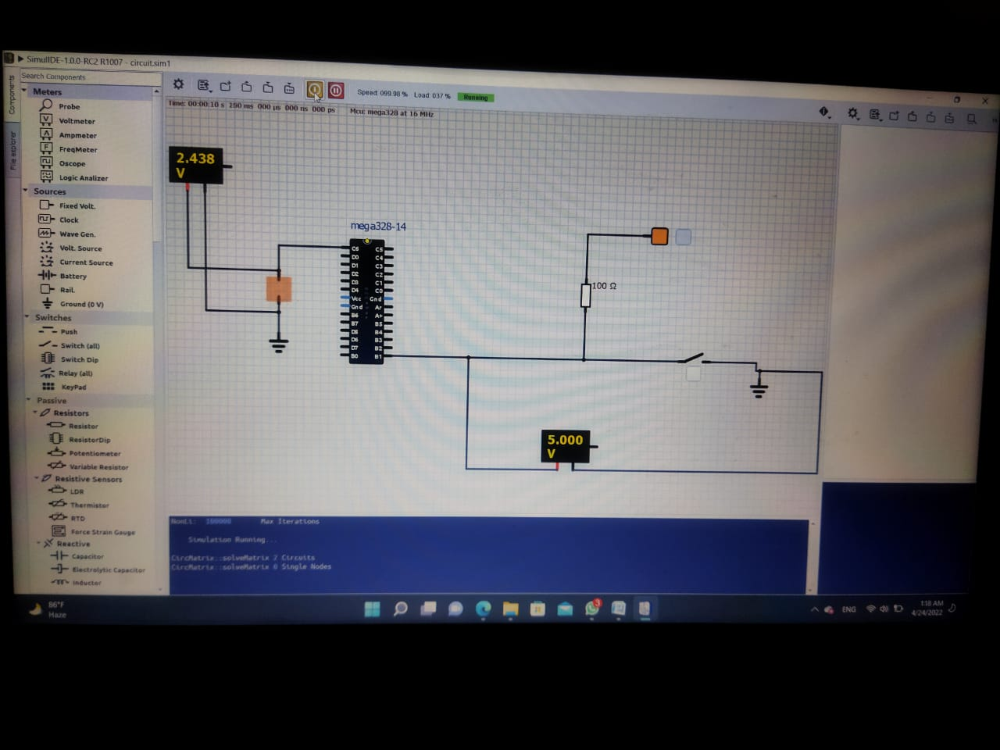 SimulIDE-1.0.0-RC2 R1007 - circuit.sim1
Components
File explorer
Search Components
Meters
Probe
Voltmeter
Ampmeter
FreqMeter
Oscope
Logic Analizer
Sources
Fixed Volt.
Clock
Wave Gen.
Volt. Source
Current Source
Battery
Rail.
Ground (0 V)
Switches
Push
Switch (all)
Switch Dip
Relay (all)
KeyPad
Passive
Resistors
Resistor
ResistorDip
Potentiometer
Variable Resistor
Resistive Sensors
LDR
Thermistor
RTD
Force Strain Gauge
Reactive
Capacitor
Electrolytic Capacitor
Inductor
Speed: 099.98 % Load: 037 % Running
Time: 00:00:10 s 290 ms 000 µs 000 ns 000 ps Mcu: mega328 at 16 MHz
2.438
V
mega328-14
C6 C5
D0 C4
D1 C3
D2 C2
D3 C1
D4 C0
Vcc Gnd
Gnd Ar
B6 A+
B7 B5
D5 B4
D6 B3
D7 B2
B0 B1
100 Ω
5.000
V
NonLi: 100000 Max Iterations
Simulation Running...
CircMatrix::solveMatrix 7 Circuits
CircMatrix::solveMatrix 0 Single Nodes
86°F
Haze
3
ENG
1:18 AM
4/24/2022